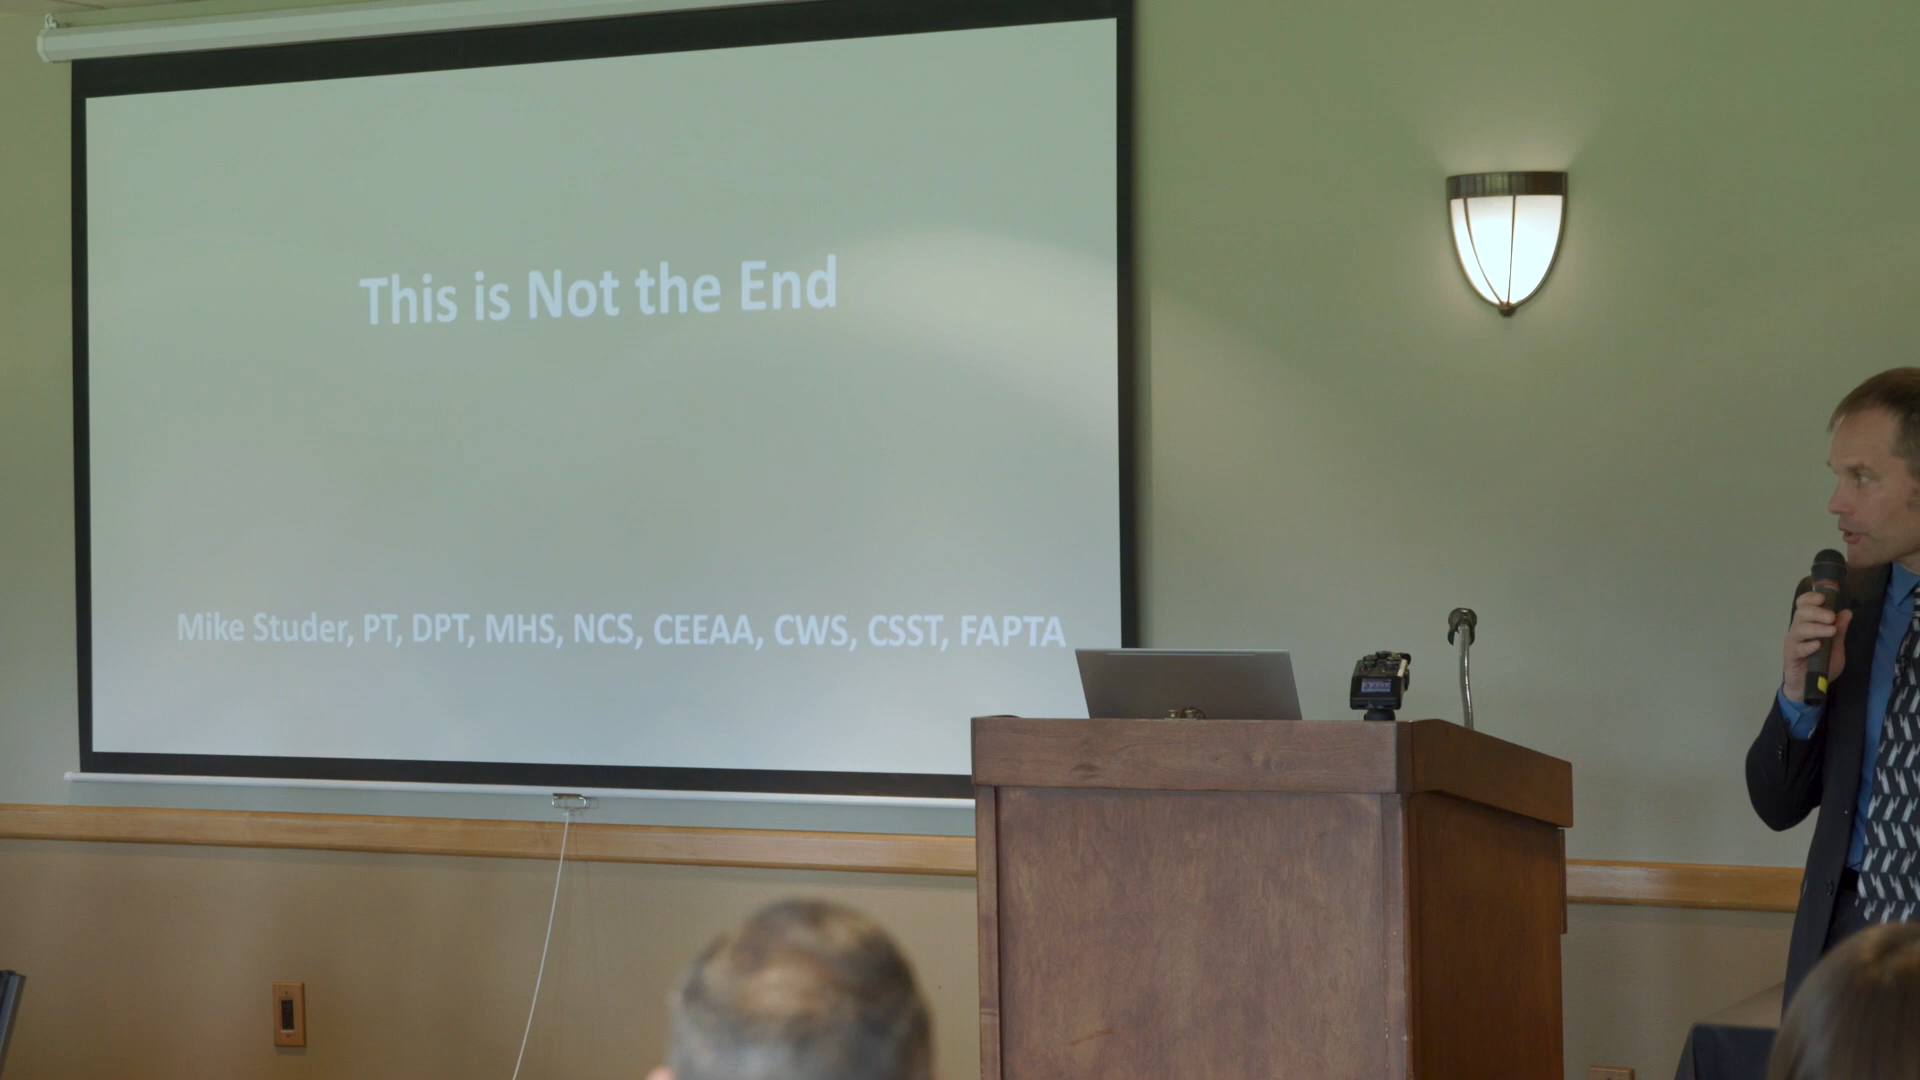 This is Not the End
Mike Studer, PT, DPT, MHS, NCS, CEEAA, CWS, CSST, FAPTA